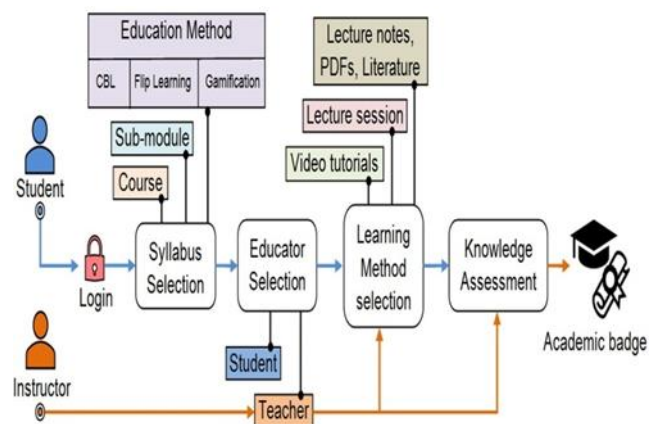 Education Method
CBL
Flip Learning
Gamification
Lecture notes,
PDFs, Literature
Sub-module
Lecture session
Course
Video tutorials
Student
Login
Syllabus
Selection
Educator
Selection
Learning
Method
selection
Knowledge
Assessment
Academic badge
Student
Instructor
Teacher